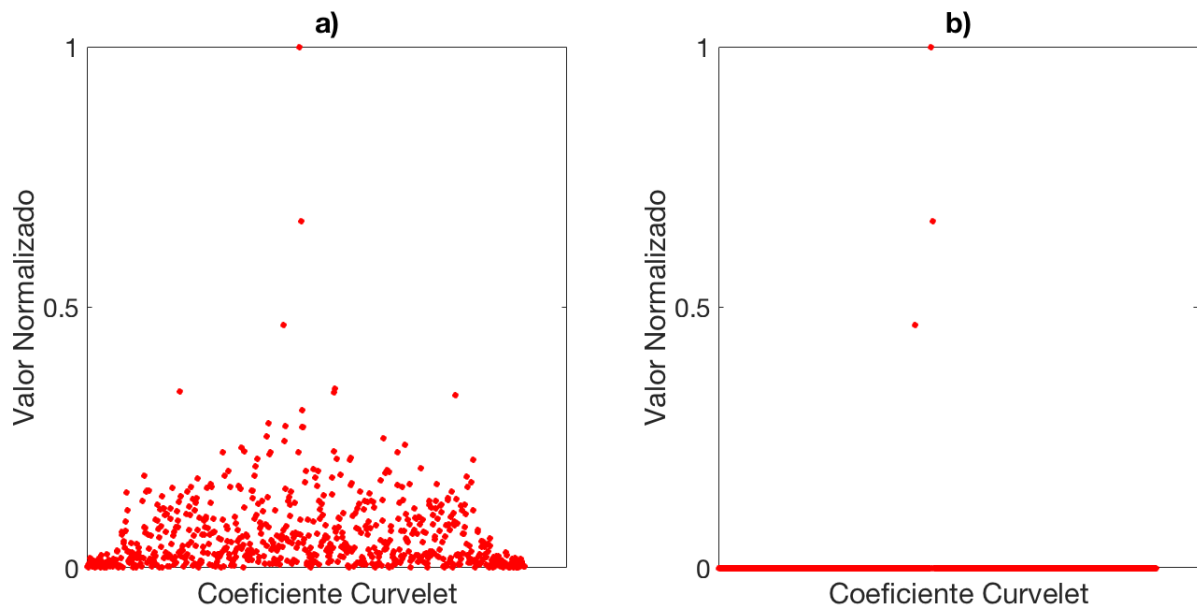 a)
1
0.5
0
Valor Normalizado
Coeficiente Curvelet
b)
1
0.5
0
Valor Normalizado
Coeficiente Curvelet